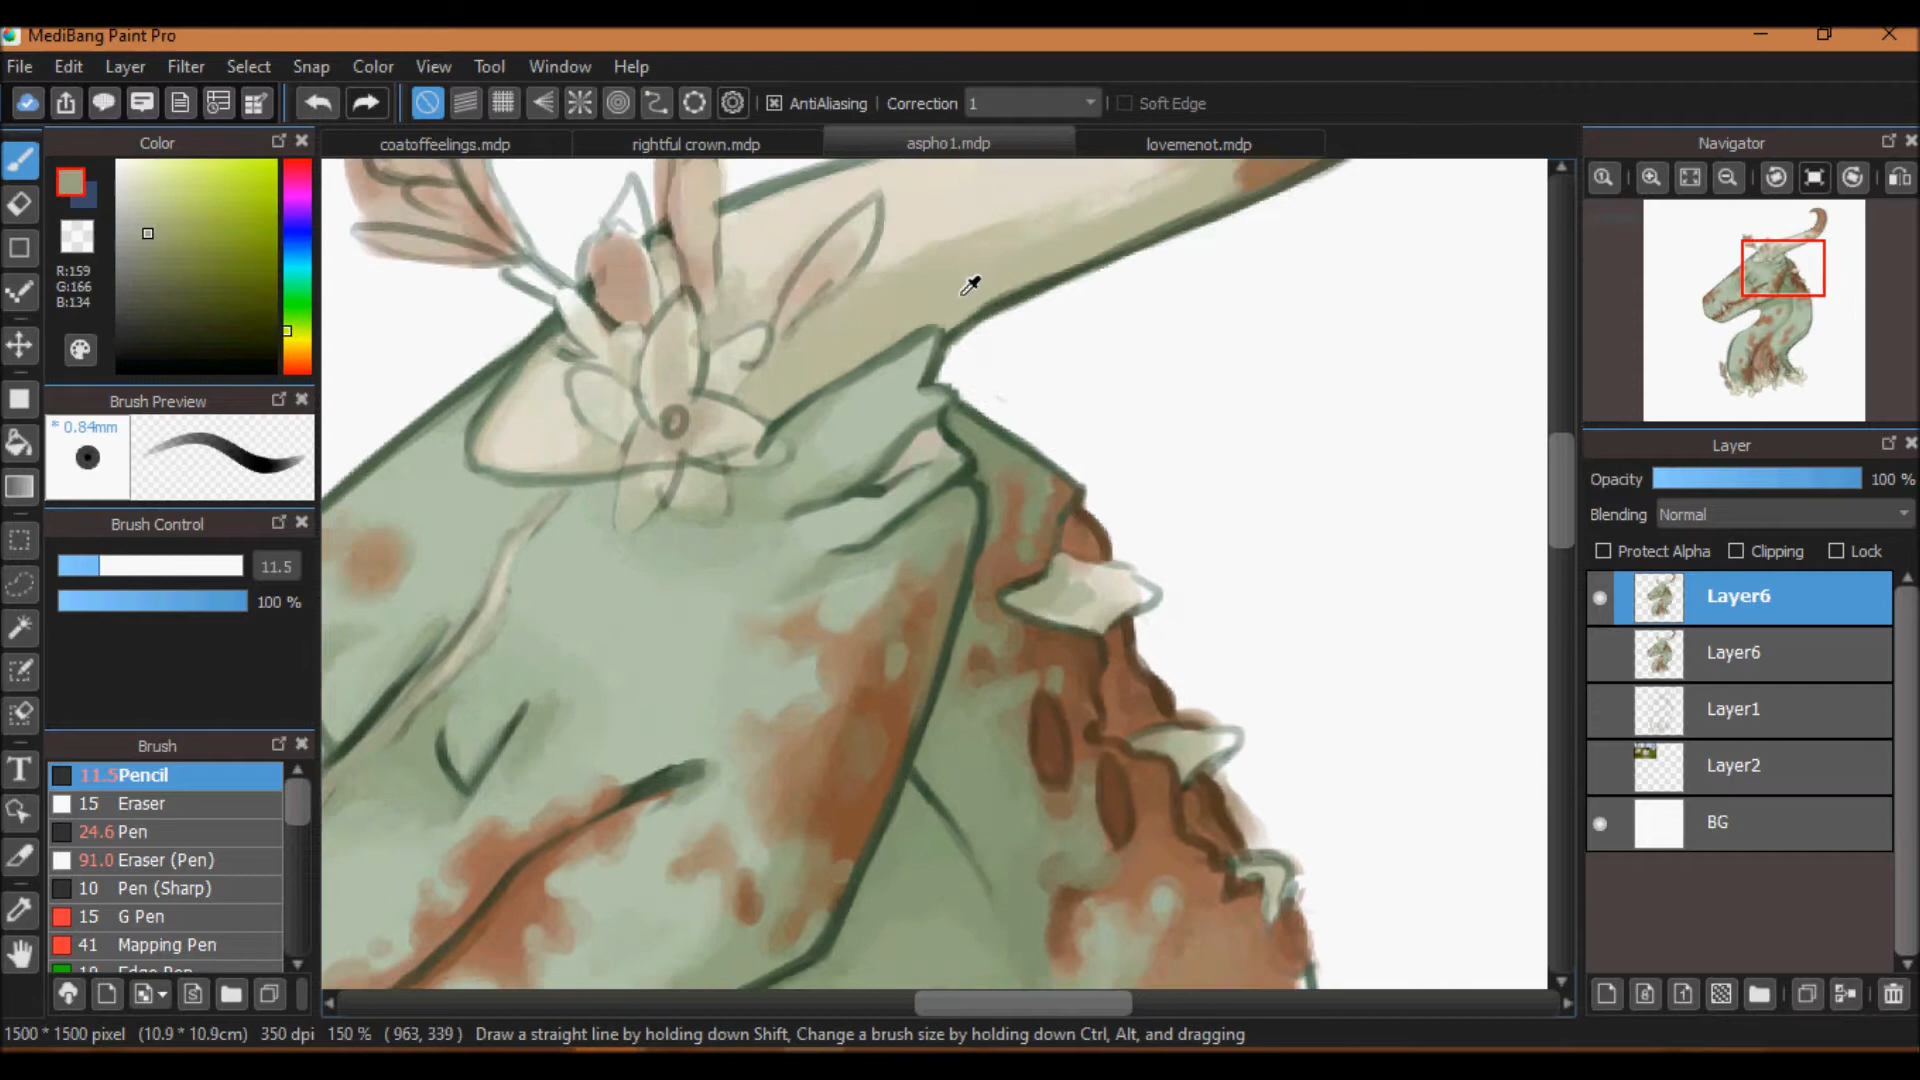 MediBang Paint Pro
File Edit Layer Filter Select Snap Color View Tool Window Help
AntiAliasing Correction 1 Soft Edge
Color
coatoffeelings.mdp rightful crown.mdp aspho1.mdp lovemenot.mdp
Navigator
R:159
G:166
B:134
Brush Preview
* 0.84mm
Layer
Opacity 100 %
Blending Normal
Brush Control
Protect Alpha Clipping Lock
11.5
100 %
Layer6
Layer6
Layer1
Layer2
BG
Brush
11.5 Pencil
15 Eraser
24.6 Pen
91.0 Eraser (Pen)
10 Pen (Sharp)
15 G Pen
41 Mapping Pen
1500 * 1500 pixel (10.9 * 10.9cm) 350 dpi 150 % ( 963, 339 ) Draw a straight line by holding down Shift, Change a brush size by holding down Ctrl, Alt, and dragging